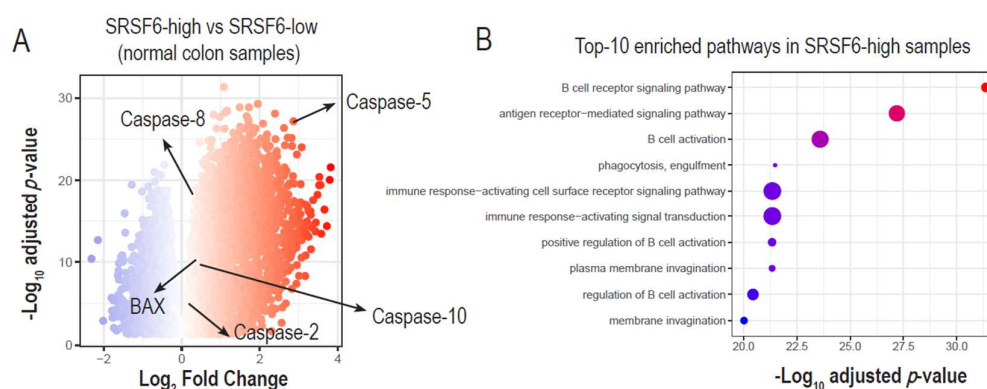 A
SRSF6-high vs SRSF6-low
(normal colon samples)
-Log10 adjusted p-value
30
20
10
0
Caspase-8
Caspase-5
BAX
Caspase-10
Caspase-2
−2
0
2
4
Log2 Fold Change
B
Top-10 enriched pathways in SRSF6-high samples
B cell receptor signaling pathway
antigen receptor−mediated signaling pathway
B cell activation
phagocytosis, engulfment
immune response−activating cell surface receptor signaling pathway
immune response−activating signal transduction
positive regulation of B cell activation
plasma membrane invagination
regulation of B cell activation
membrane invagination
20.0
22.5
25.0
27.5
30.0
-Log10 adjusted p-value